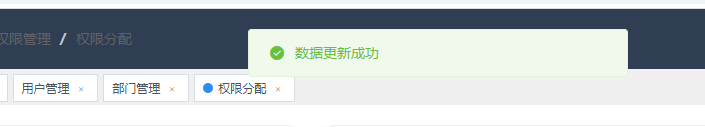 权限管理 / 权限分配
数据更新成功
用户管理 × 部门管理 × 权限分配 ×